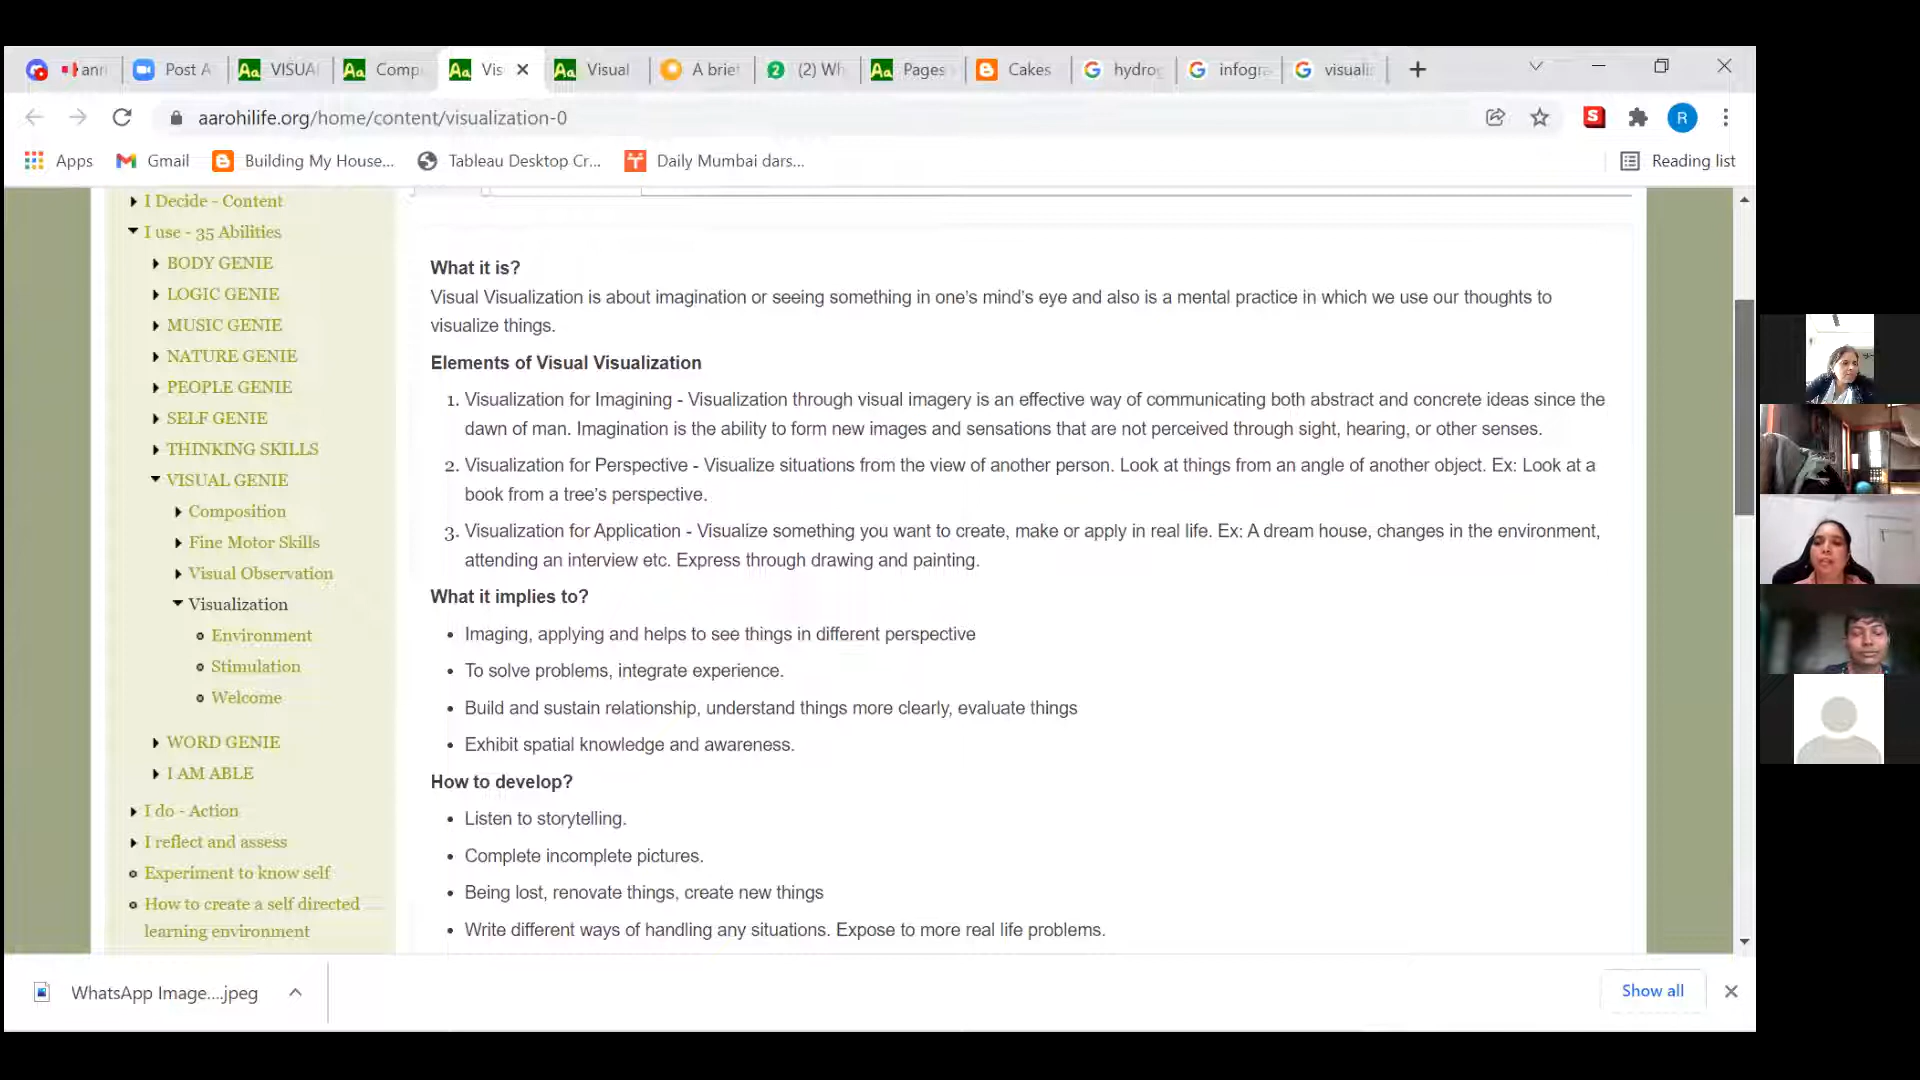 ann
Post A
VISUAL
Comp
Vis
Visual
A brief
2 (2) Wh
Pages
Cakes
hydrog
infogra
visuali
aarohilife.org/home/content/visualization-0
S
R
Apps
Gmail
Building My House...
Tableau Desktop Cr...
Daily Mumbai dars...
Reading list
I Decide - Content
I use - 35 Abilities
BODY GENIE
LOGIC GENIE
MUSIC GENIE
NATURE GENIE
PEOPLE GENIE
SELF GENIE
THINKING SKILLS
VISUAL GENIE
Composition
Fine Motor Skills
Visual Observation
Visualization
Environment
Stimulation
Welcome
WORD GENIE
I AM ABLE
I do - Action
I reflect and assess
Experiment to know self
How to create a self directed
learning environment
What it is?
Visual Visualization is about imagination or seeing something in one's mind's eye and also is a mental practice in which we use our thoughts to
visualize things.
Elements of Visual Visualization
1. Visualization for Imagining - Visualization through visual imagery is an effective way of communicating both abstract and concrete ideas since the
dawn of man. Imagination is the ability to form new images and sensations that are not perceived through sight, hearing, or other senses.
2. Visualization for Perspective - Visualize situations from the view of another person. Look at things from an angle of another object. Ex: Look at a
book from a tree's perspective.
3. Visualization for Application - Visualize something you want to create, make or apply in real life. Ex: A dream house, changes in the environment,
attending an interview etc. Express through drawing and painting.
What it implies to?
Imaging, applying and helps to see things in different perspective
To solve problems, integrate experience.
Build and sustain relationship, understand things more clearly, evaluate things
Exhibit spatial knowledge and awareness.
How to develop?
Listen to storytelling.
Complete incomplete pictures.
Being lost, renovate things, create new things
Write different ways of handling any situations. Expose to more real life problems.
WhatsApp Image....jpeg
Show all